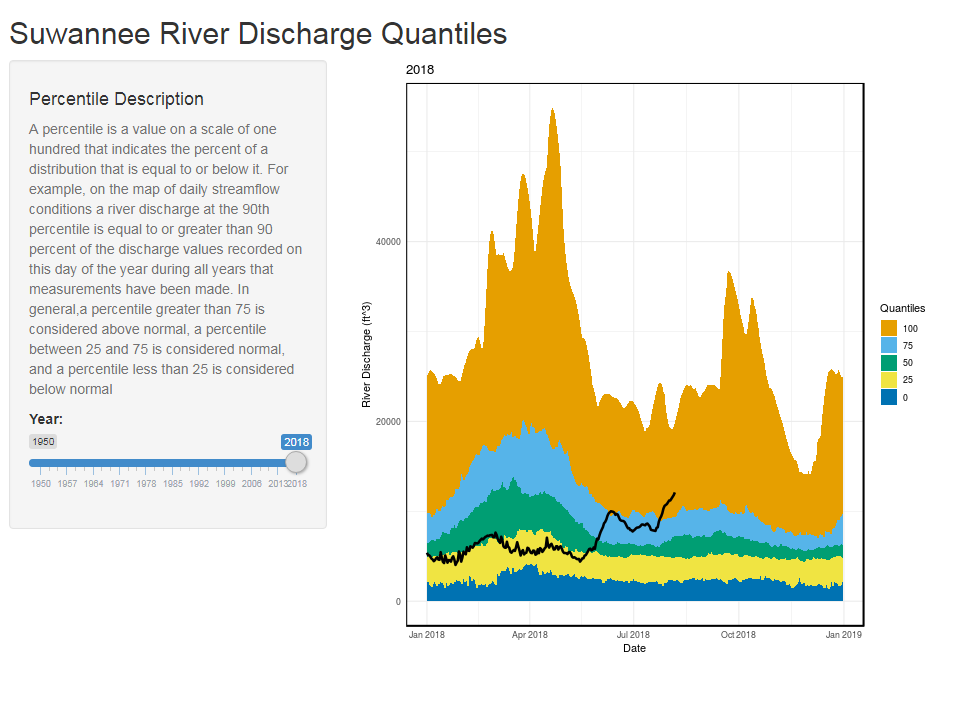 Suwannee River Discharge Quantiles
Percentile Description
A percentile is a value on a scale of one
hundred that indicates the percent of a
distribution that is equal to or below it. For
example, on the map of daily streamflow
conditions a river discharge at the 90th
percentile is equal to or greater than 90
percent of the discharge values recorded on
this day of the year during all years that
measurements have been made. In
general,a percentile greater than 75 is
considered above normal, a percentile
between 25 and 75 is considered normal,
and a percentile less than 25 is considered
below normal
Year:
1950 2018
1950 1957 1964 1971 1978 1985 1992 1999 2006 2013 2018
2018
River Discharge (ft^3)
40000
20000
0
Jan 2018 Apr 2018 Jul 2018 Oct 2018 Jan 2019
Date
Quantiles
100
75
50
25
0